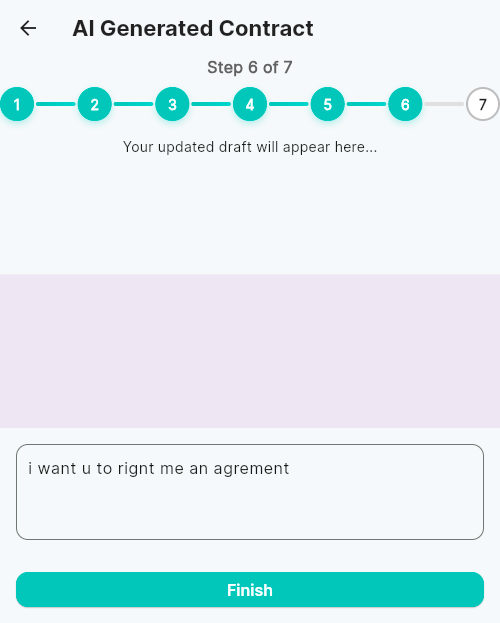 AI Generated Contract
Step 6 of 7
1 2 3 4 5 6 7
Your updated draft will appear here...
i want u to rignt me an agrement
Finish